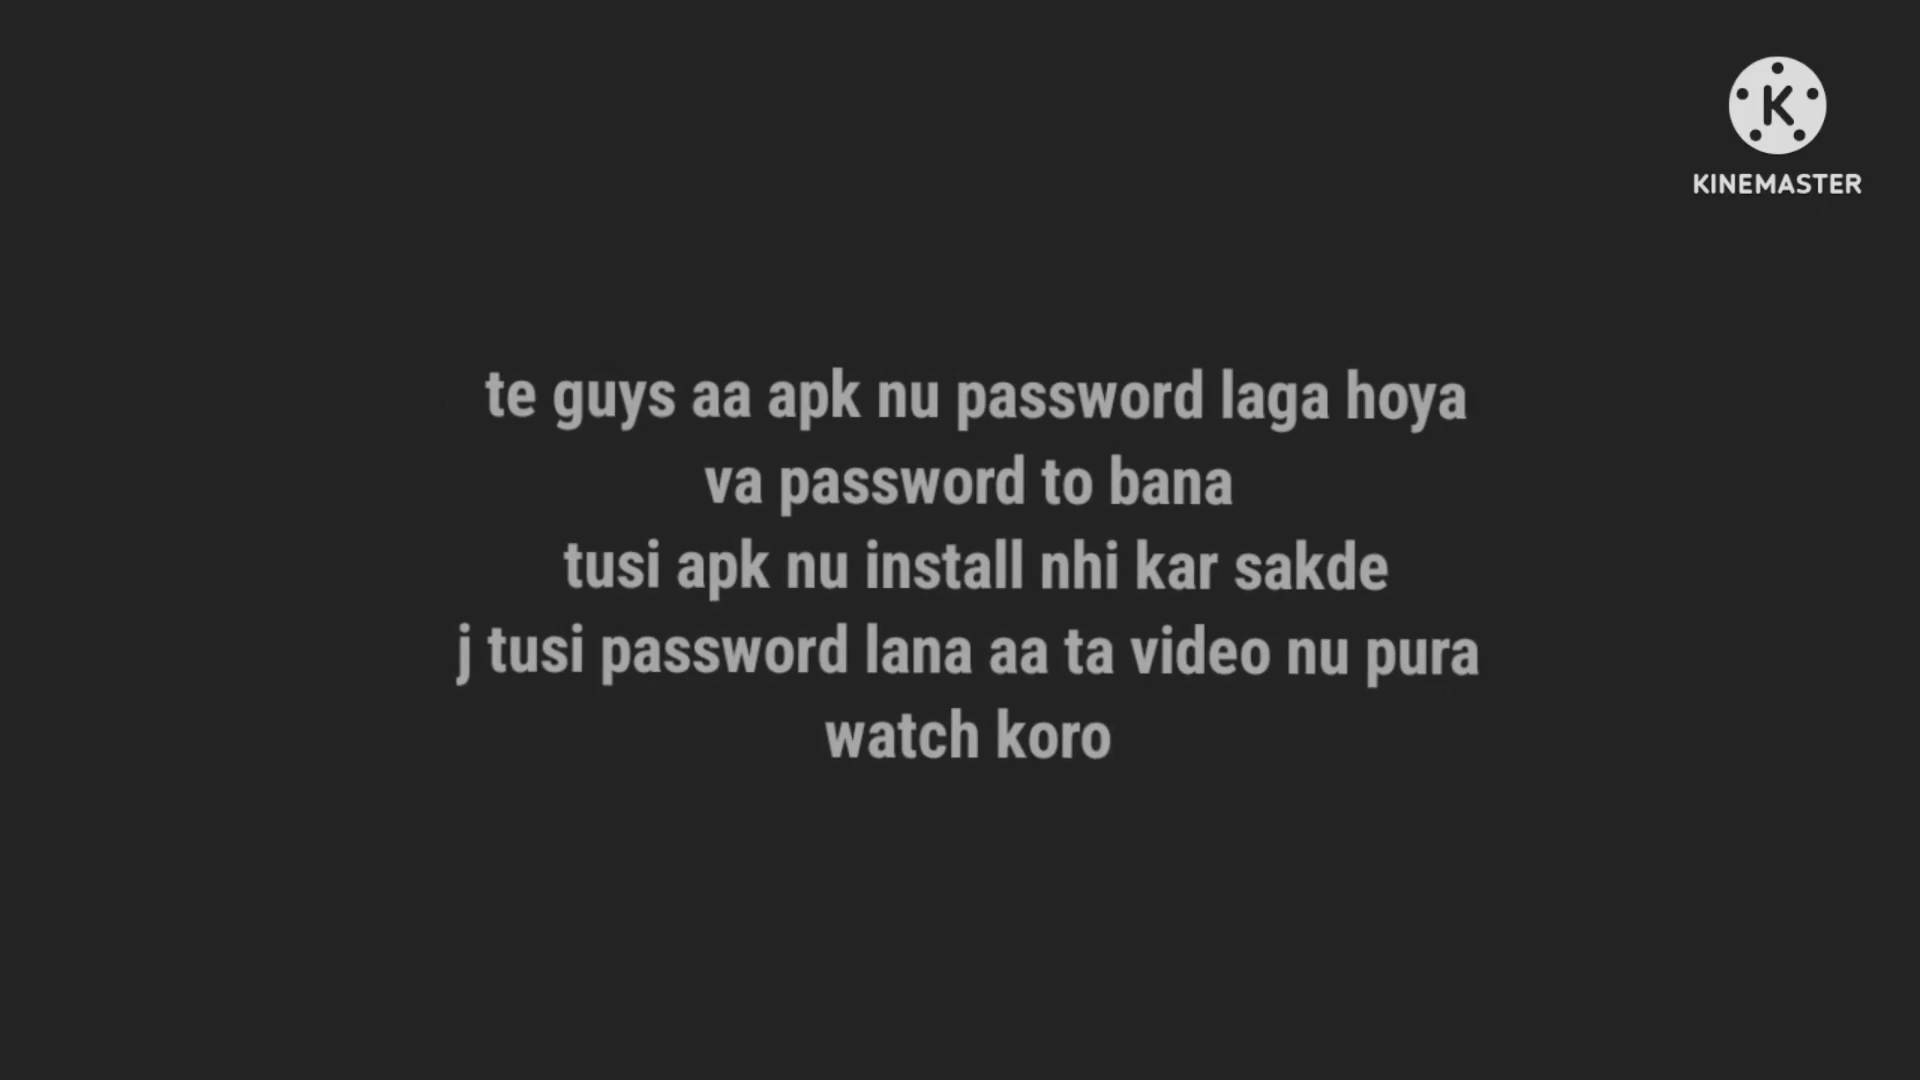 KINEMASTER
te guys aa apk nu password laga hoya
va password to bana
tusi apk nu install nhi kar sakde
j tusi password lana aa ta video nu pura
watch koro